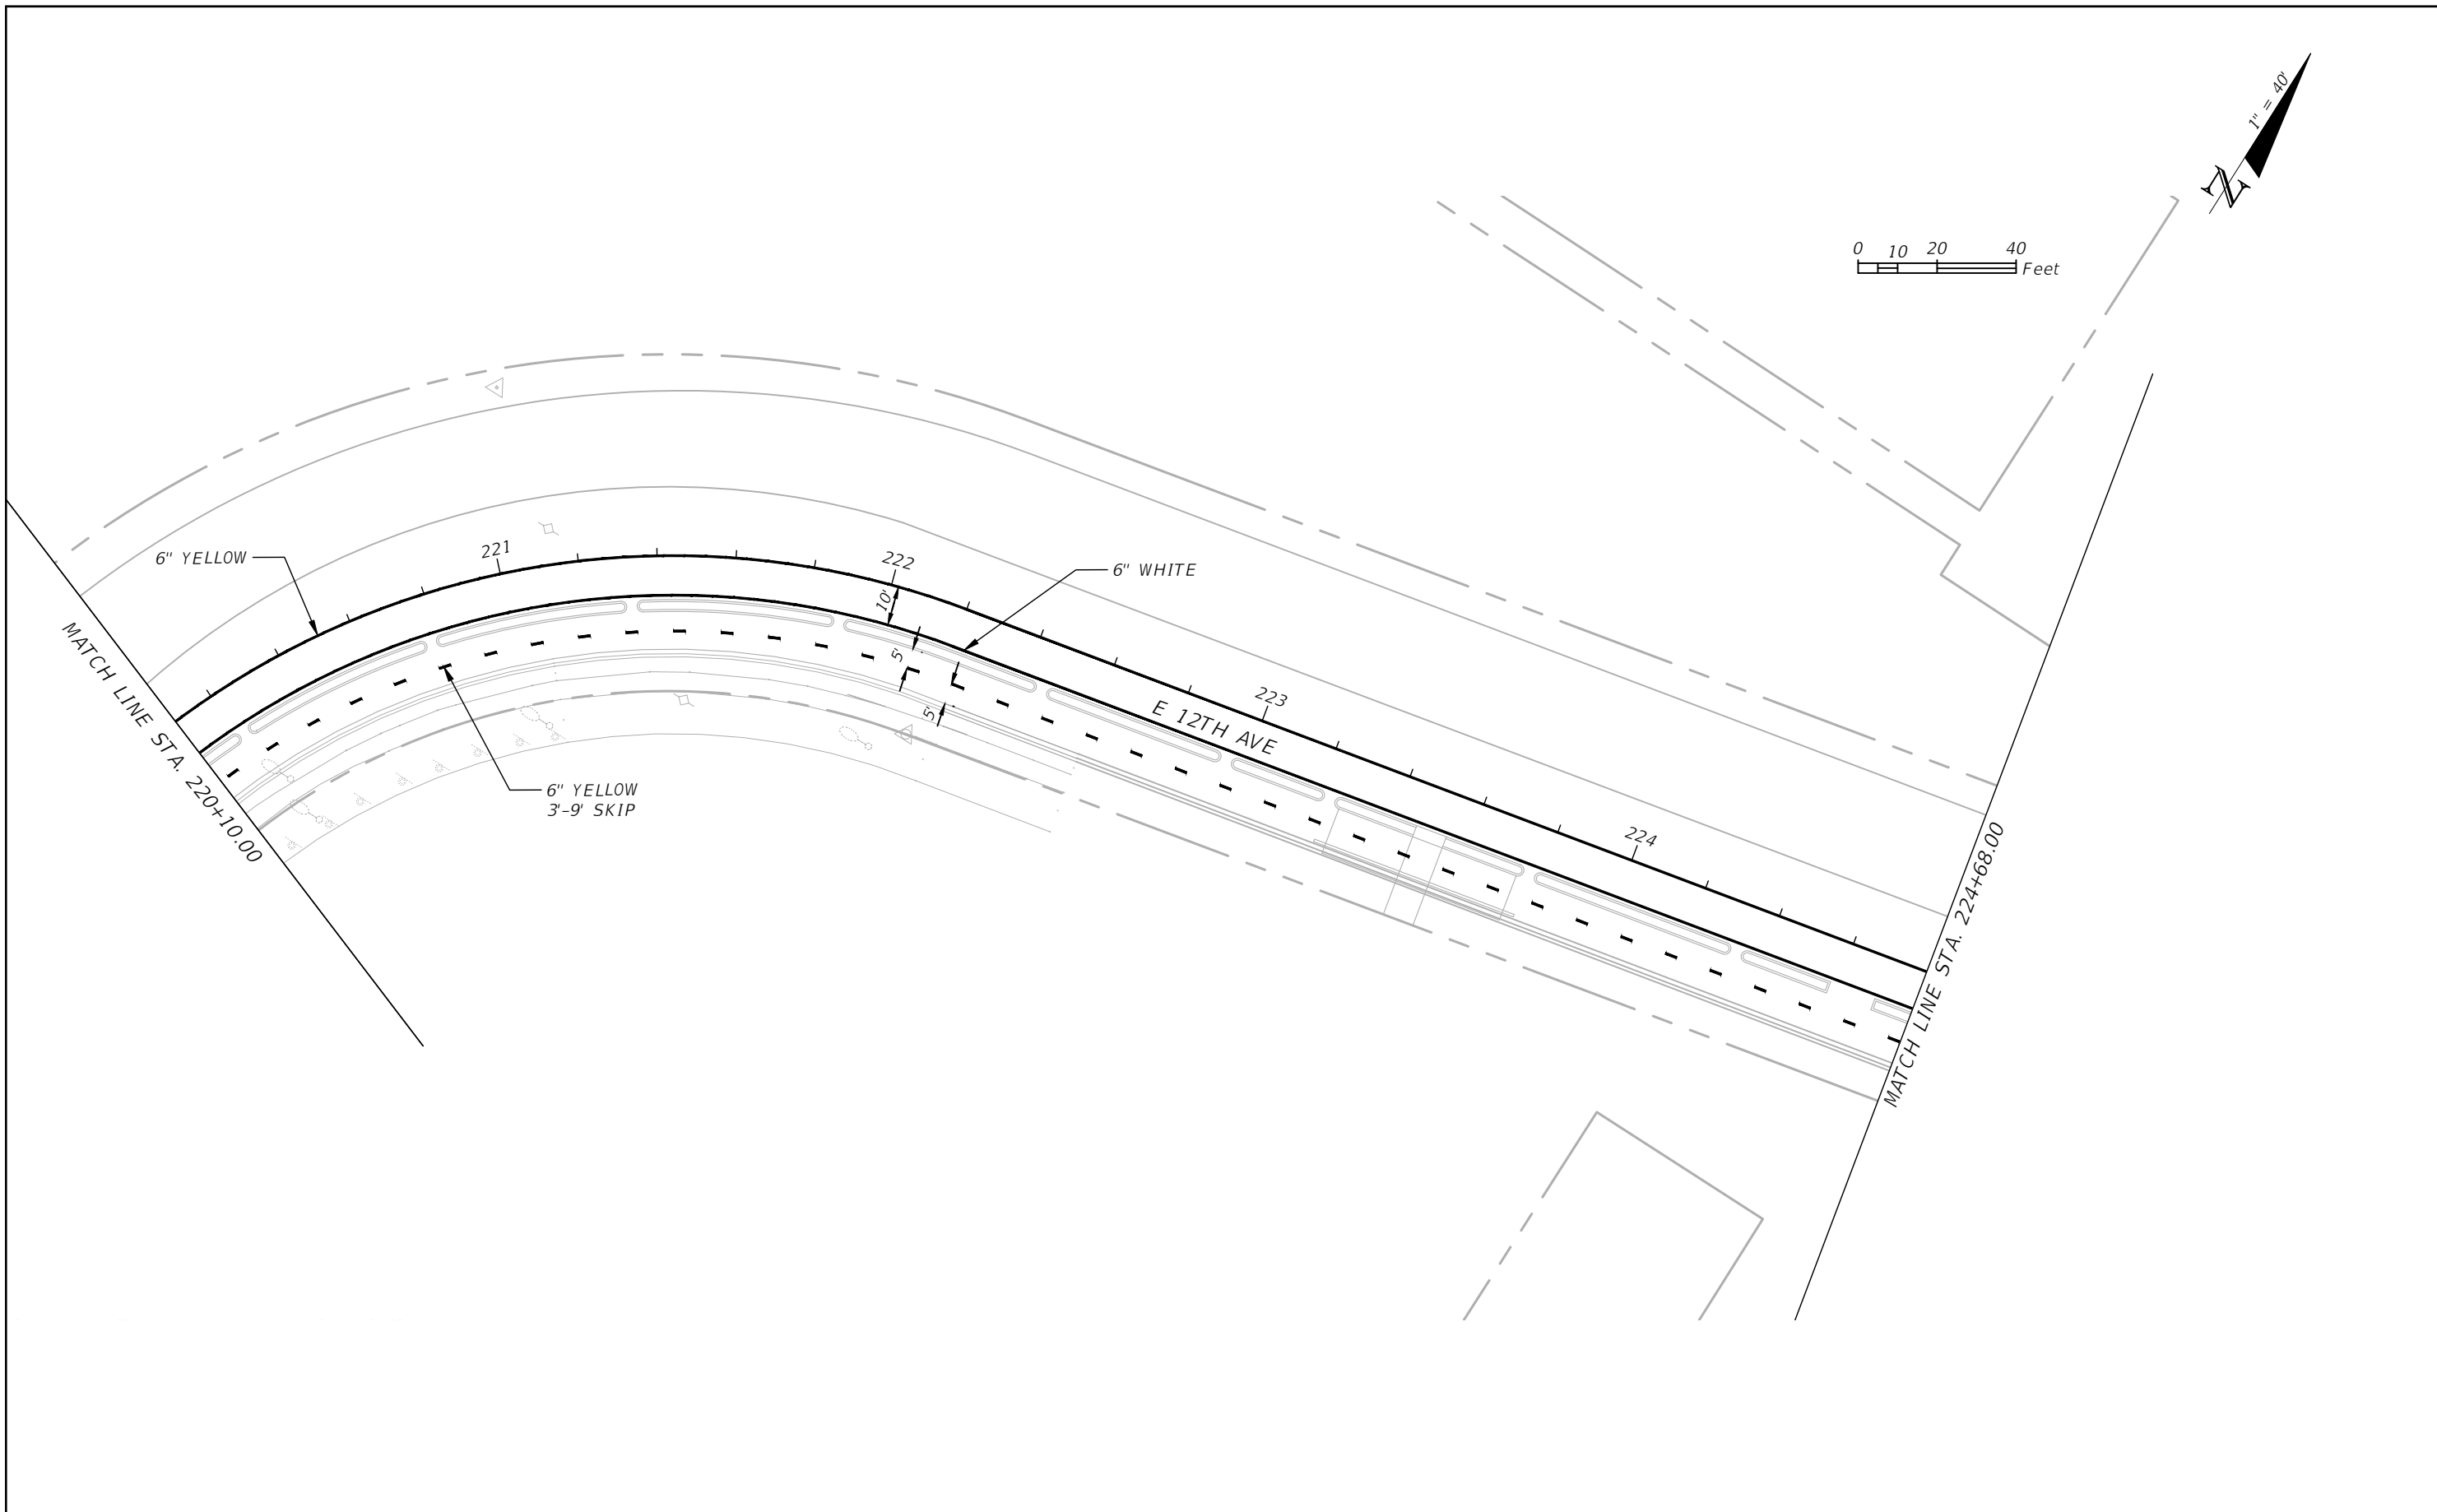 1" = 40'
N
0 10 20 40
Feet
6" YELLOW
221
222
10'
6" WHITE
5'
5'
223
E 12TH AVE
224
6" YELLOW
3'-9' SKIP
MATCH LINE STA. 220+10.00
MATCH LINE STA. 224+68.00